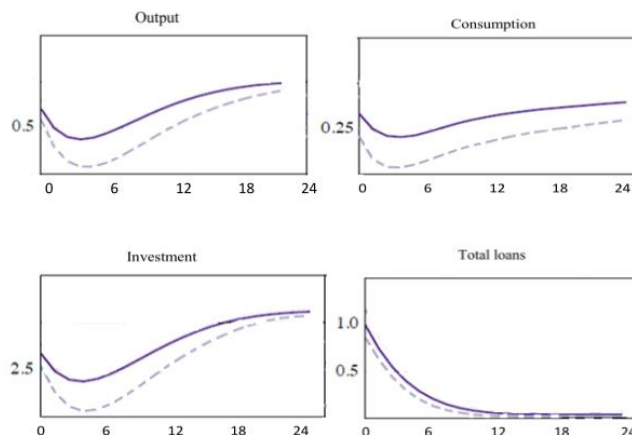 Output
0.5
0 6 12 18 24
Consumption
0.25
0 6 12 18 24
Investment
2.5
0 6 12 18 24
Total loans
1.0
0.5
0 6 12 18 24